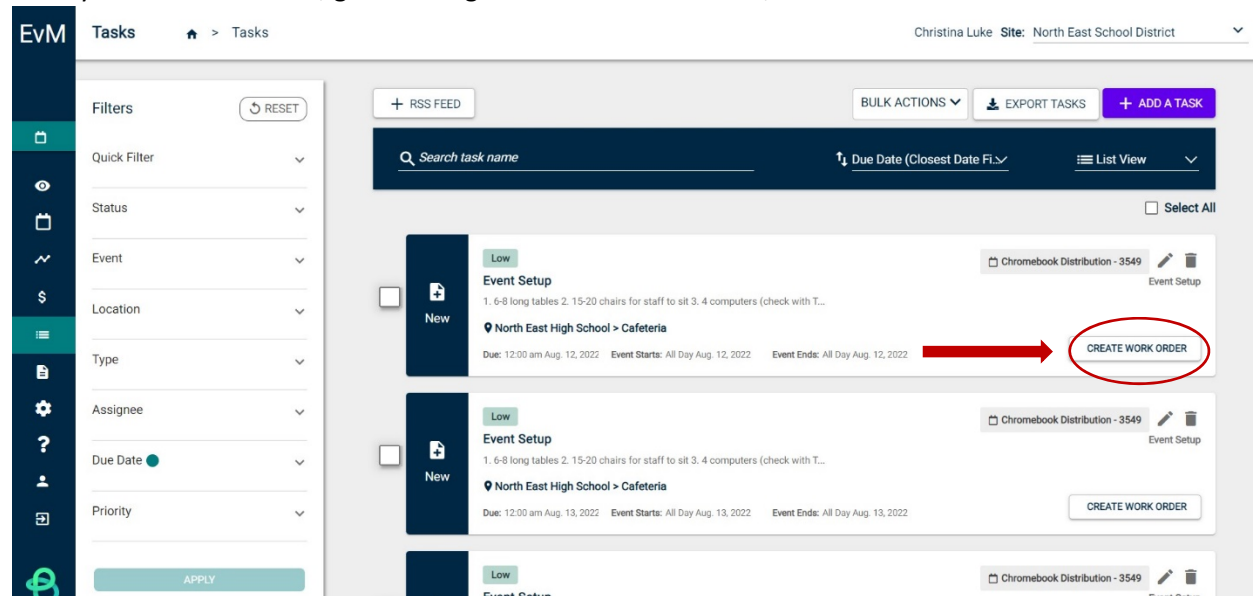 EvM
Tasks
> Tasks
Christina Luke Site: North East School District
Filters
RESET
+ RSS FEED
BULK ACTIONS
EXPORT TASKS
+ ADD A TASK
Quick Filter
Search task name
Due Date (Closest Date Fi..
List View
Status
Select All
Event
Location
Type
Assignee
Due Date
Priority
APPLY
New
Low
Chromebook Distribution - 3549
Event Setup
Event Setup
1. 6-8 long tables 2. 15-20 chairs for staff to sit 3. 4 computers (check with T...
North East High School > Cafeteria
Due: 12:00 am Aug. 12, 2022 Event Starts: All Day Aug. 12, 2022 Event Ends: All Day Aug. 12, 2022
CREATE WORK ORDER
New
Low
Chromebook Distribution - 3549
Event Setup
Event Setup
1. 6-8 long tables 2. 15-20 chairs for staff to sit 3. 4 computers (check with T...
North East High School > Cafeteria
Due: 12:00 am Aug. 13, 2022 Event Starts: All Day Aug. 13, 2022 Event Ends: All Day Aug. 13, 2022
CREATE WORK ORDER
Low
Chromebook Distribution - 3549